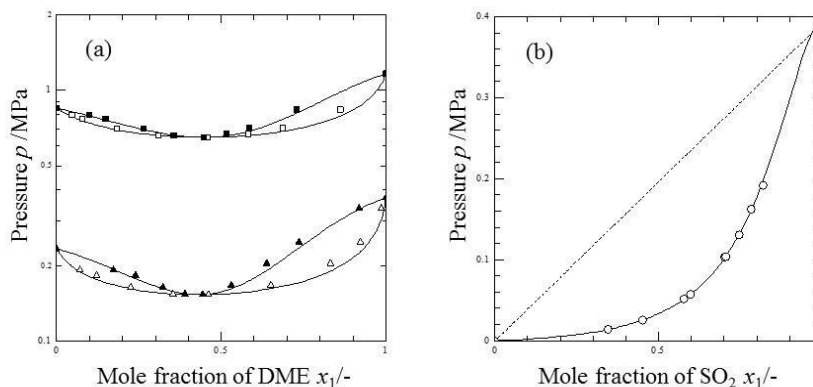 (a)
2
1
0.5
0.2
0.1
0
0.5
1
Pressure p /MPa
Mole fraction of DME x₁/-
(b)
0.4
0.3
0.2
0.1
0
0
0.5
Pressure p /MPa
Mole fraction of SO₂ x₁/-